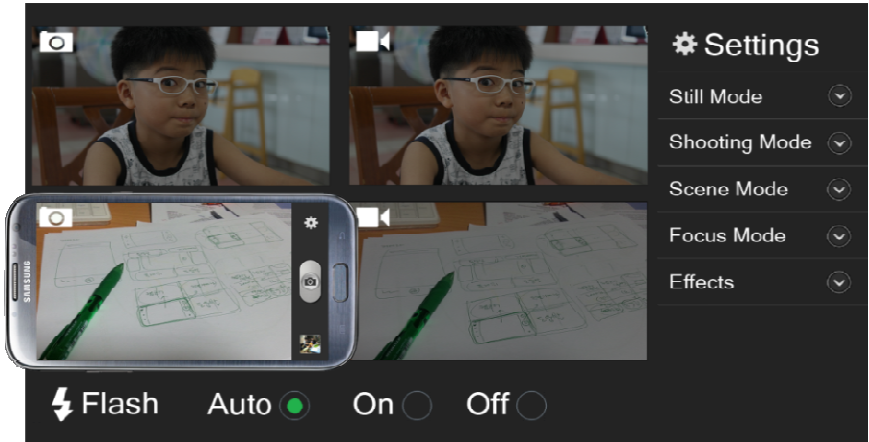 Settings
Still Mode
Shooting Mode
Scene Mode
Focus Mode
Effects
SAMSUNG
Flash Auto On Off